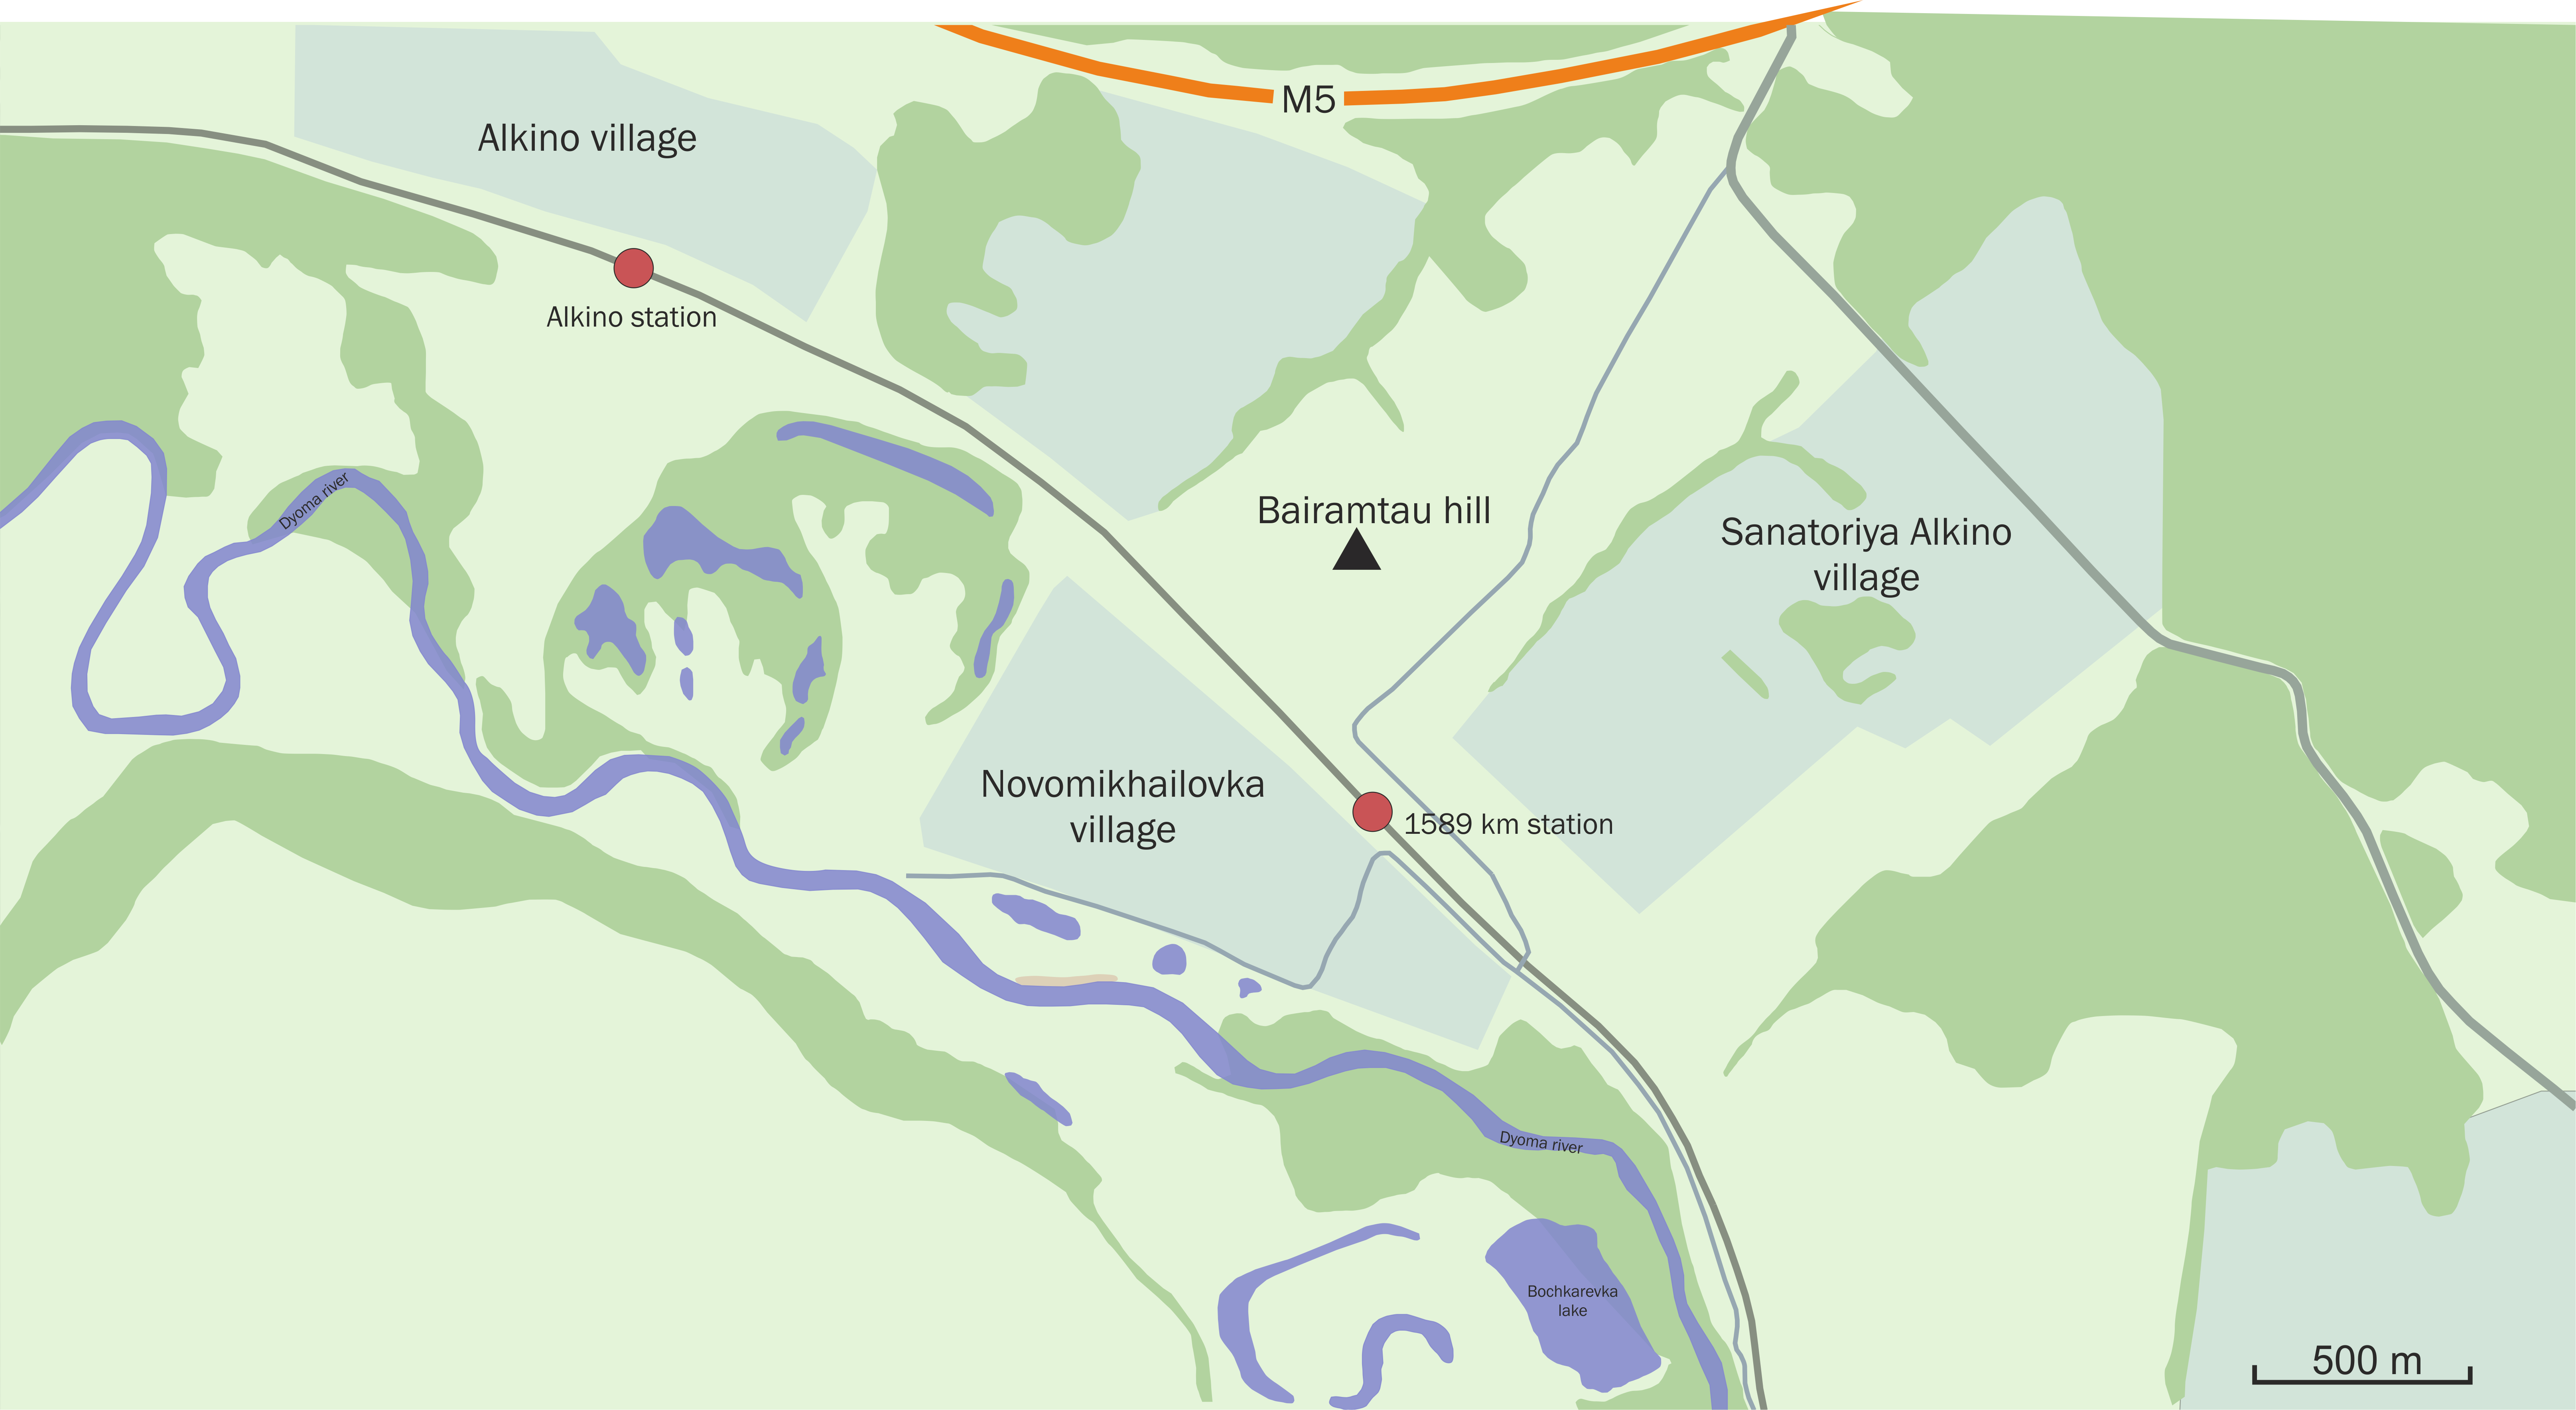 M5
Alkino village
Alkino station
Dyoma river
Bairamtau hill
Sanatoriya Alkino
village
Novomikhailovka
village
1589 km station
Dyoma river
Bochkarevka
lake
500 m